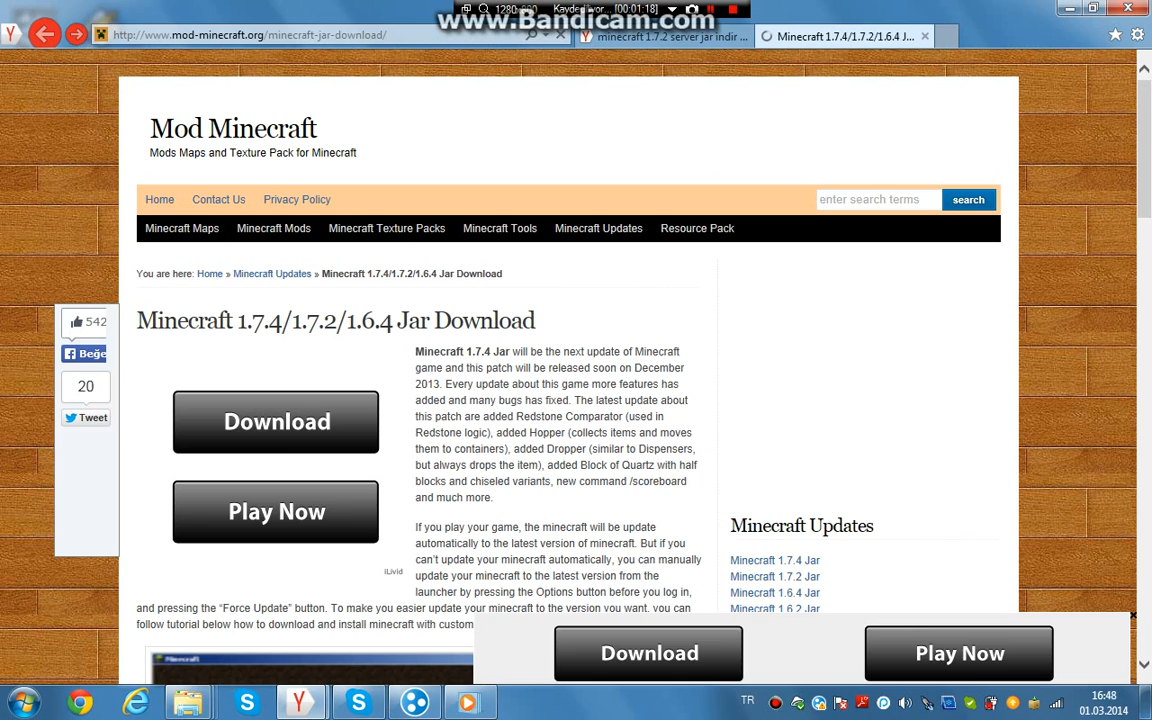 1280 800 Kaydediliyor... [00:01:18]
www.Bandicam.com
http://www.mod-minecraft.org/minecraft-jar-download/
minecraft 1.7.2 server jar indir ...
Minecraft 1.7.4/1.7.2/1.6.4 J...
Mod Minecraft
Mods Maps and Texture Pack for Minecraft
Home
Contact Us
Privacy Policy
enter search terms
search
Minecraft Maps
Minecraft Mods
Minecraft Texture Packs
Minecraft Tools
Minecraft Updates
Resource Pack
You are here: Home » Minecraft Updates » Minecraft 1.7.4/1.7.2/1.6.4 Jar Download
542
Beğe
20
Tweet
Minecraft 1.7.4/1.7.2/1.6.4 Jar Download
Download
Play Now
iLivid
Minecraft 1.7.4 Jar will be the next update of Minecraft
game and this patch will be released soon on December
2013. Every update about this game more features has
added and many bugs has fixed. The latest update about
this patch are added Redstone Comparator (used in
Redstone logic), added Hopper (collects items and moves
them to containers), added Dropper (similar to Dispensers,
but always drops the item), added Block of Quartz with half
blocks and chiseled variants, new command /scoreboard
and much more.
If you play your game, the minecraft will be update
automatically to the latest version of minecraft. But if you
can't update your minecraft automatically, you can manually
update your minecraft to the latest version from the
launcher by pressing the Options button before you log in,
and pressing the “Force Update” button. To make you easier update your minecraft to the version you want, you can
follow tutorial below how to download and install minecraft with custom
Minecraft
Minecraft Updates
Minecraft 1.7.4 Jar
Minecraft 1.7.2 Jar
Minecraft 1.6.4 Jar
Minecraft 1.6.2 Jar
Download
Play Now
TR
16:48
01.03.2014